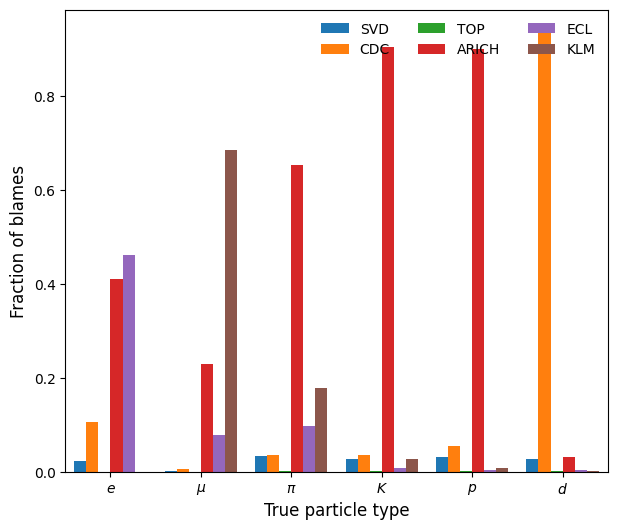 SVD TOP ECL
CDC ARICH KLM
Fraction of blames
0.8
0.6
0.4
0.2
0.0
e μ π K p d
True particle type